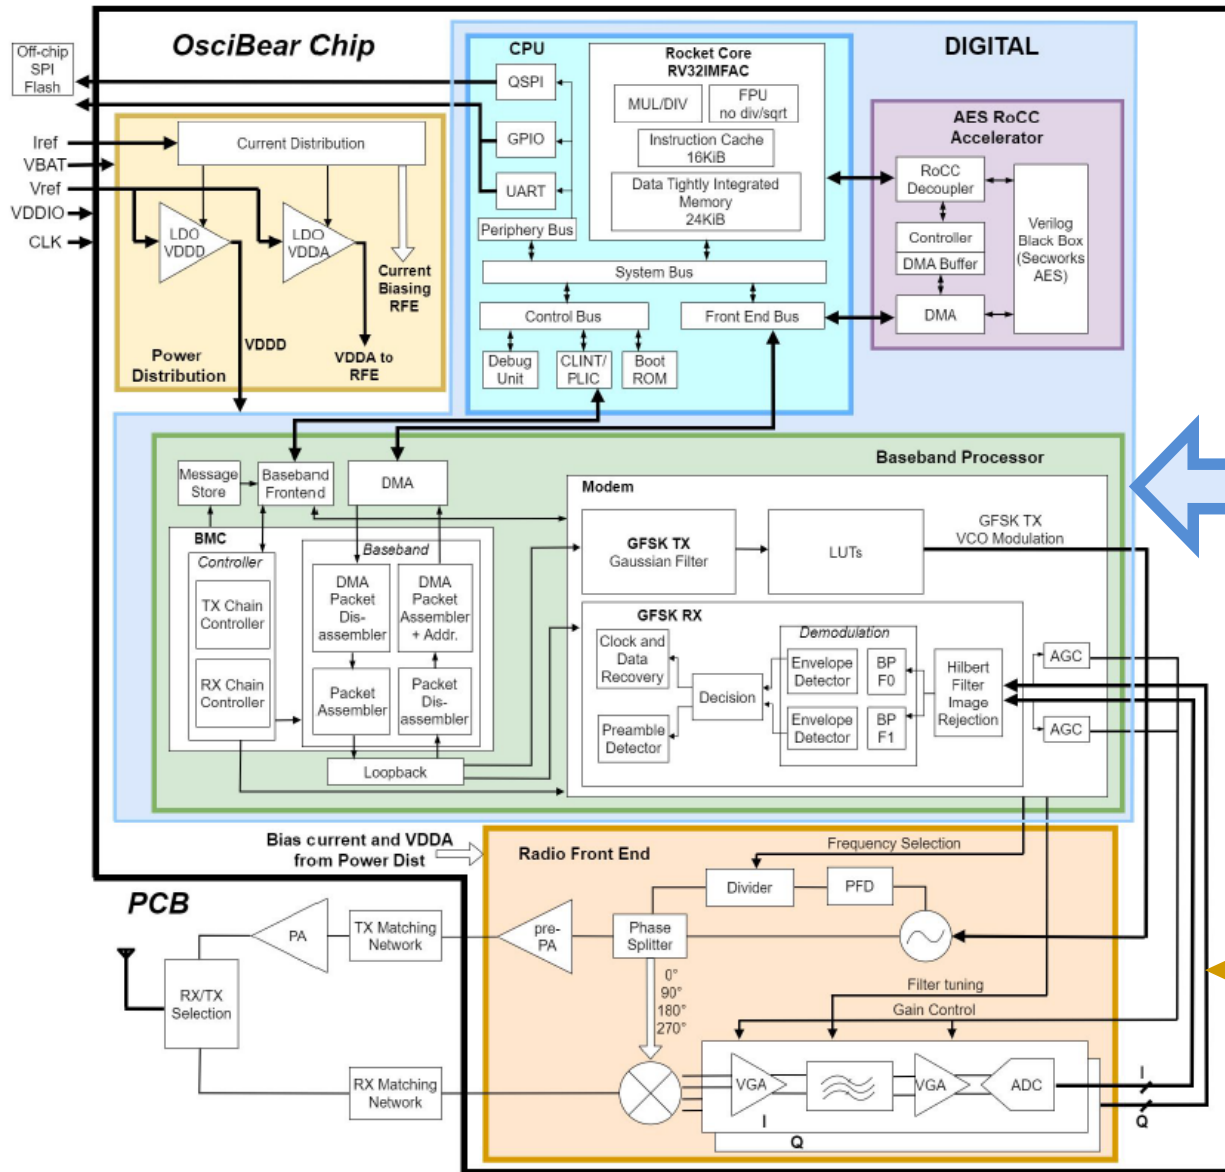 OsciBear Chip
DIGITAL
Off-chip
SPI
Flash
Iref
VBAT
Vref
VDDIO
CLK
Current Distribution
LDO
VDDD
LDO
VDDA
Current
Biasing
RFE
VDDD
VDDA to
RFE
Power
Distribution
CPU
QSPI
GPIO
UART
Periphery Bus
Rocket Core
RV32IMFAC
MUL/DIV
FPU
no div/sqrt
Instruction Cache
16KiB
Data Tightly Integrated
Memory
24KiB
System Bus
Control Bus
Front End Bus
Debug
Unit
CLINT/
PLIC
Boot
ROM
AES RoCC
Accelerator
RoCC
Decoupler
Controller
DMA Buffer
DMA
Verilog
Black Box
(Secworks
AES)
Baseband Processor
Message
Store
Baseband
Frontend
DMA
BMC
Controller
TX Chain
Controller
RX Chain
Controller
Baseband
DMA
Packet
Dis-
assembler
DMA
Packet
Assembler
+ Addr.
Packet
Assembler
Packet
Dis-
assembler
Loopback
Modem
GFSK TX
Gaussian Filter
LUTs
GFSK TX
VCO Modulation
GFSK RX
Clock and
Data
Recovery
Preamble
Detector
Decision
Demodulation
Envelope
Detector
BP
F0
Envelope
Detector
BP
F1
Hilbert
Filter
Image
Rejection
AGC
AGC
Bias current and VDDA
from Power Dist
Radio Front End
Frequency Selection
Divider
PFD
pre-
PA
Phase
Splitter
0°
90°
180°
270°
Filter tuning
Gain Control
VGA
VGA
ADC
I
Q
I
Q
PCB
PA
TX Matching
Network
RX/TX
Selection
RX Matching
Network